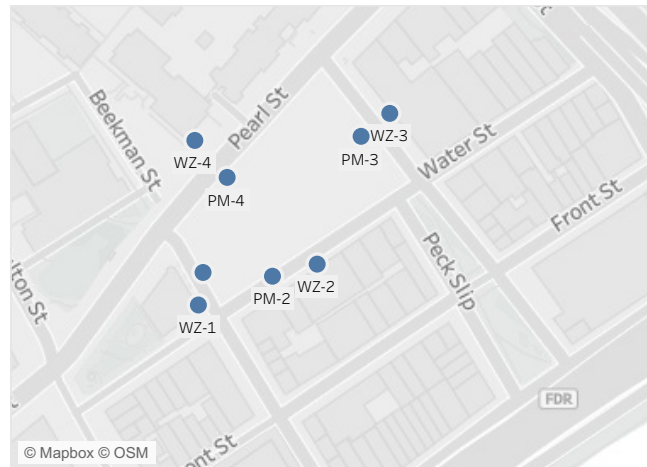 Beekman St
Pearl St
WZ-3
PM-3
WZ-4
PM-4
Water St
Front St
Peck Slip
lton St
PM-2
WZ-2
WZ-1
FDR
ont St
© Mapbox © OSM